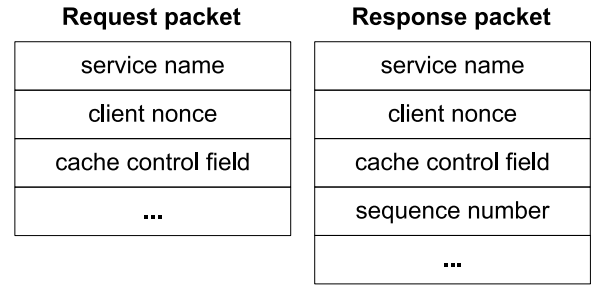 Request packet
service name
client nonce
cache control field
...
Response packet
service name
client nonce
cache control field
sequence number
...